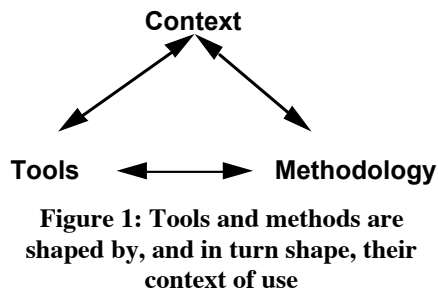 Context
Tools
Methodology
Figure 1: Tools and methods are
shaped by, and in turn shape, their
context of use